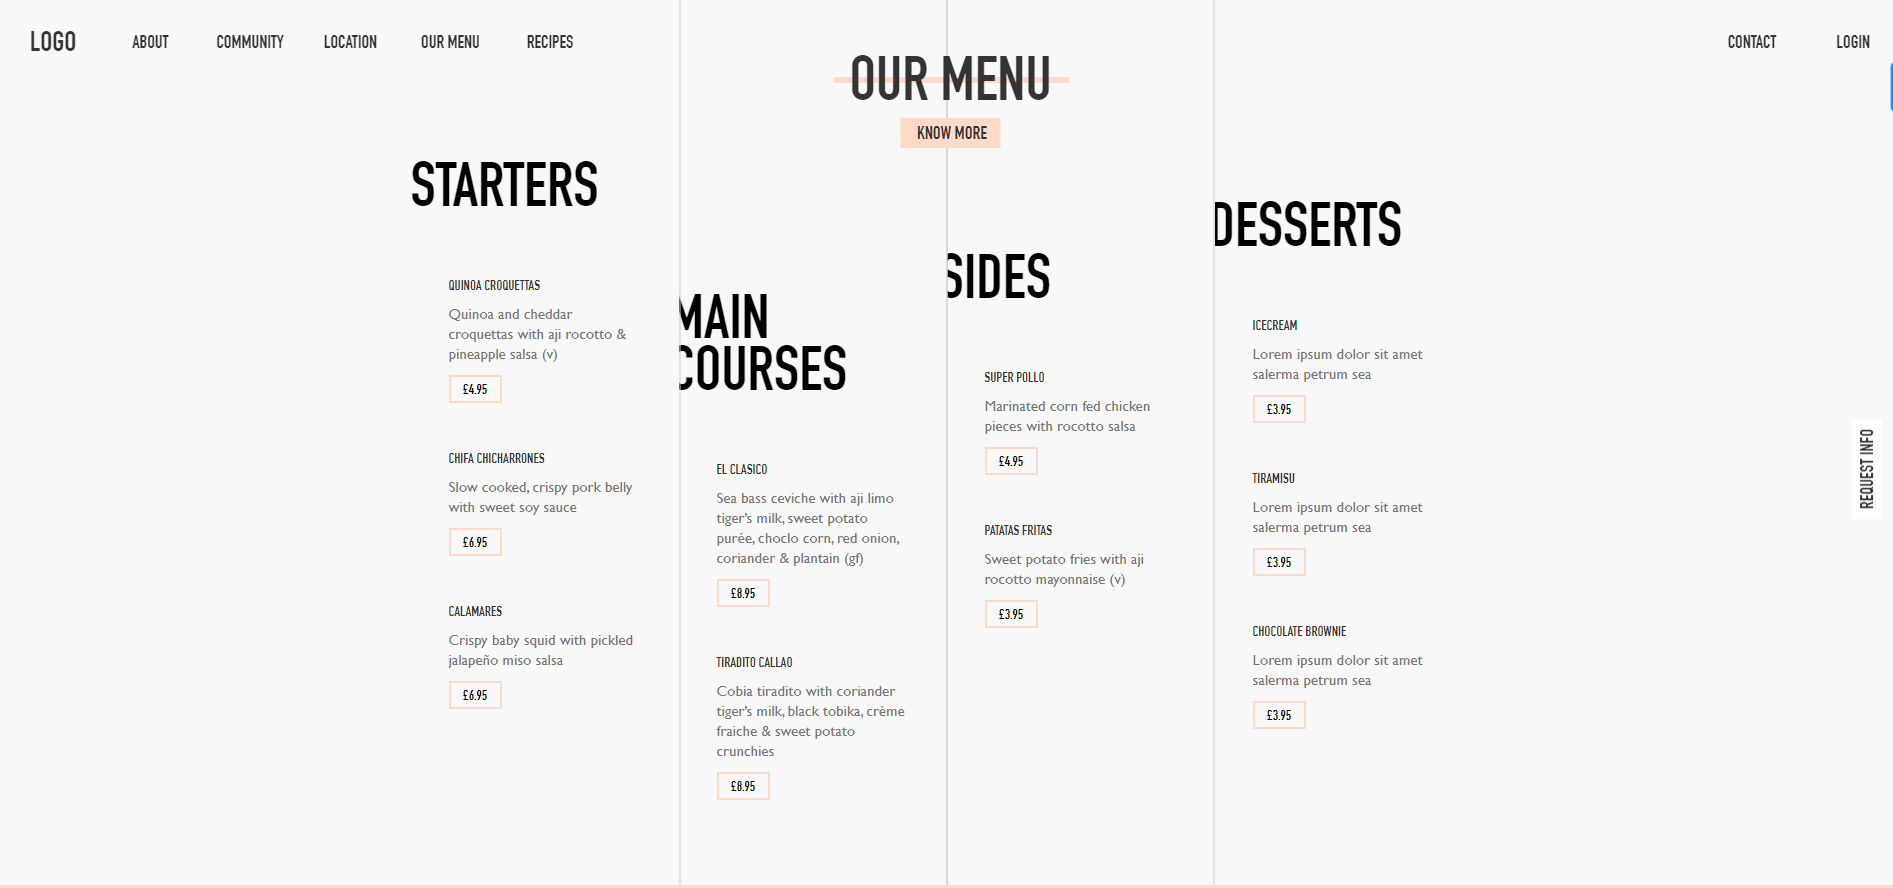 LOGO
ABOUT
COMMUNITY
LOCATION
OUR MENU
RECIPES
CONTACT
LOGIN
OUR MENU
KNOW MORE
STARTERS
QUINOA CROQUETTAS
Quinoa and cheddar
croquettas with aji rocotto &
pineapple salsa (v)
£4.95
CHIFA CHICHARRONES
Slow cooked, crispy pork belly
with sweet soy sauce
£6.95
CALAMARES
Crispy baby squid with pickled
jalapeño miso salsa
£6.95
MAIN
COURSES
EL CLASICO
Sea bass ceviche with aji limo
tiger's milk, sweet potato
purée, choclo corn, red onion,
coriander & plantain (gf)
£8.95
TIRADITO CALLAO
Cobia tiradito with coriander
tiger's milk, black tobika, crème
fraiche & sweet potato
crunchies
£8.95
SIDES
SUPER POLLO
Marinated corn fed chicken
pieces with rocotto salsa
£4.95
PATATAS FRITAS
Sweet potato fries with aji
rocotto mayonnaise (v)
£3.95
DESSERTS
ICECREAM
Lorem ipsum dolor sit amet
salerma petrum sea
£3.95
TIRAMISU
Lorem ipsum dolor sit amet
salerma petrum sea
£3.95
CHOCOLATE BROWNIE
Lorem ipsum dolor sit amet
salerma petrum sea
£3.95
REQUEST INFO